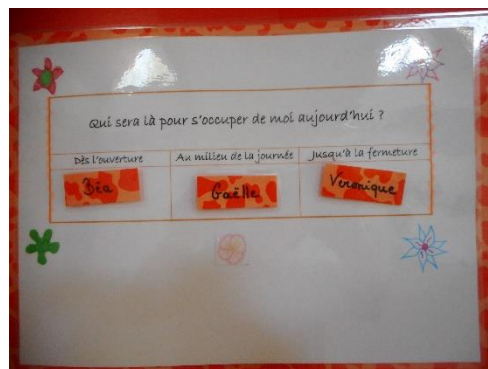 Qui sera là pour s'occuper de moi aujourd'hui ?
Dès l'ouverture
Au milieu de la journée
Jusqu'à la fermeture
Béa
Gaëlle
Véronique